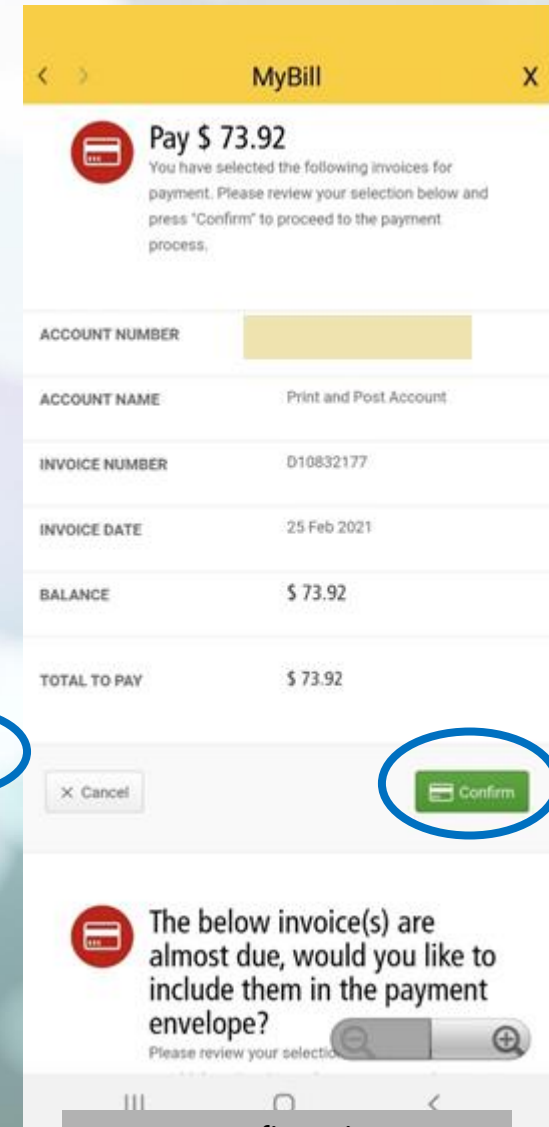 MyBill X
Pay $ 73.92
You have selected the following invoices for
payment. Please review your selection below and
press "Confirm" to proceed to the payment
process.
ACCOUNT NUMBER
ACCOUNT NAME Print and Post Account
INVOICE NUMBER D10832177
INVOICE DATE 25 Feb 2021
BALANCE $ 73.92
TOTAL TO PAY $ 73.92
× Cancel Confirm
The below invoice(s) are
almost due, would you like to
include them in the payment
envelope?
Please review your